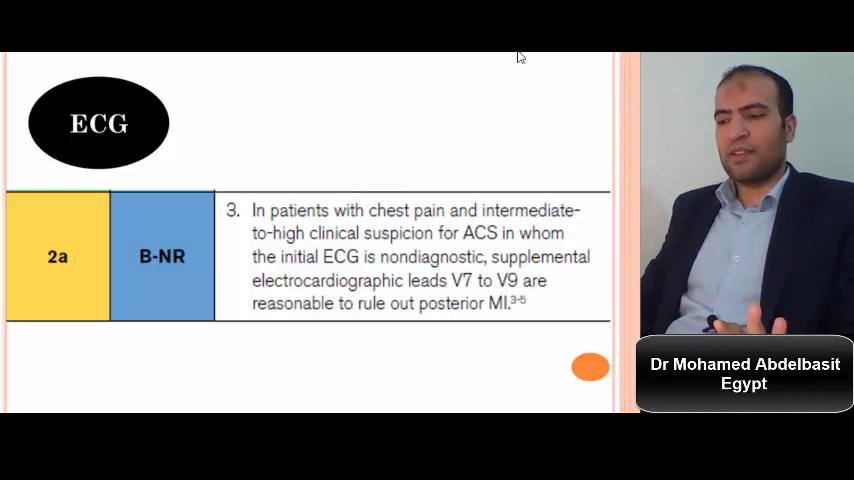 ECG
2a
B-NR
3. In patients with chest pain and intermediate-
to-high clinical suspicion for ACS in whom
the initial ECG is nondiagnostic, supplemental
electrocardiographic leads V7 to V9 are
reasonable to rule out posterior MI.³⁻⁵
Dr Mohamed Abdelbasit
Egypt